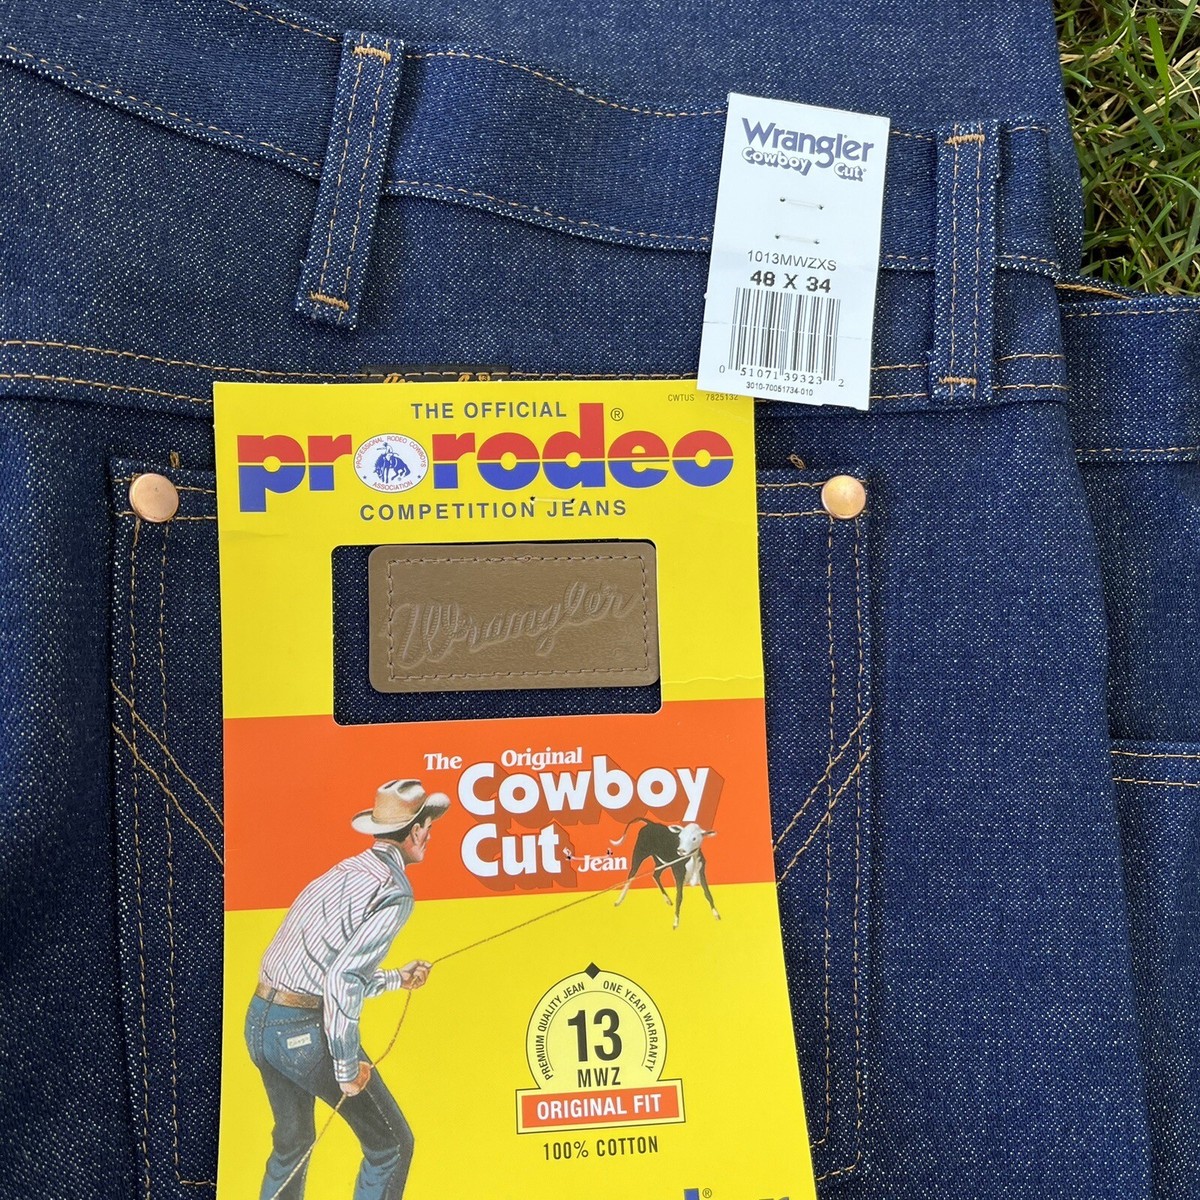 Wrangler
Cowboy Cut
1013MWZXS
48 X 34
0 51071 39323 2
3010-70051734-010
CWTUS 7825132
THE OFFICIAL
prorodeo®
PROFESSIONAL RODEO COWBOYS
ASSOCIATION
COMPETITION JEANS
Wrangler
The Original
Cowboy
Cut Jean
PREMIUM QUALITY JEAN ONE YEAR WARRANTY
13
MWZ
ORIGINAL FIT
100% COTTON